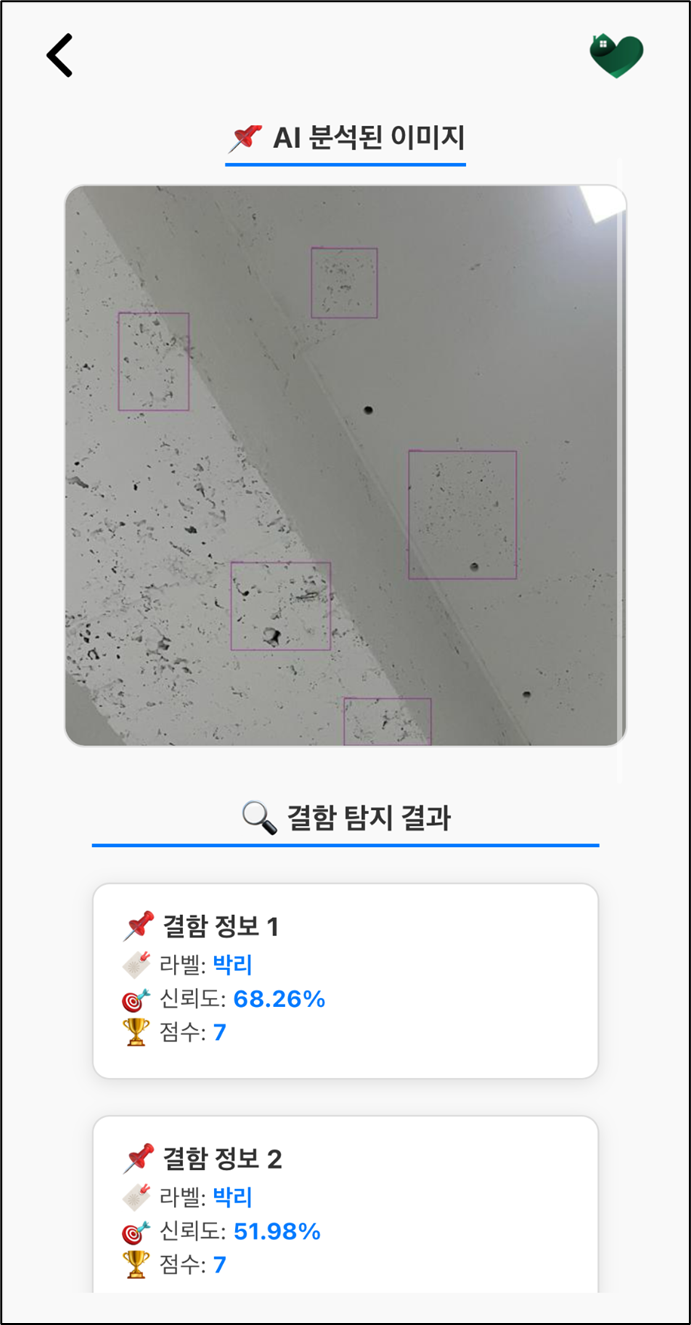 AI 분석된 이미지
결함 탐지 결과
결함 정보 1
라벨: 박리
신뢰도: 68.26%
점수: 7
결함 정보 2
라벨: 박리
신뢰도: 51.98%
점수: 7